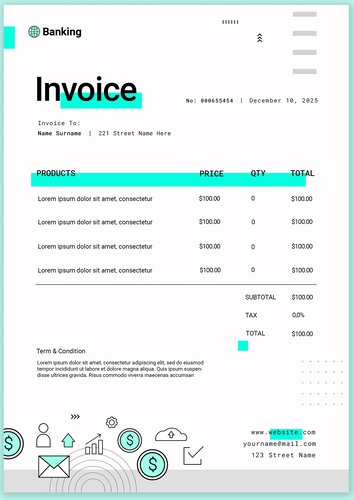 Banking
Invoice
No: 000655454 | December 10, 2025
Invoice To:
Name Surname | 221 Street Name Here
PRODUCTS PRICE QTY TOTAL
Lorem ipsum dolor sit amet, consectetur $100.00 0 $100.00
Lorem ipsum dolor sit amet, consectetur $100.00 0 $100.00
Lorem ipsum dolor sit amet, consectetur $100.00 0 $100.00
Lorem ipsum dolor sit amet, consectetur $100.00 0 $100.00
SUBTOTAL $100.00
TAX 0,0%
TOTAL $100.00
Term & Condition
Lorem ipsum dolor sit amet, consectetur adipiscing elit, sed do eiusmod
tempor incididunt ut labore et dolore magna aliqua. Quis ipsum suspen-
disse ultrices gravida. Risus commodo viverra maecenas accumsan
www.website.com
yourname@mail.com
123 Street Name
$ $ $